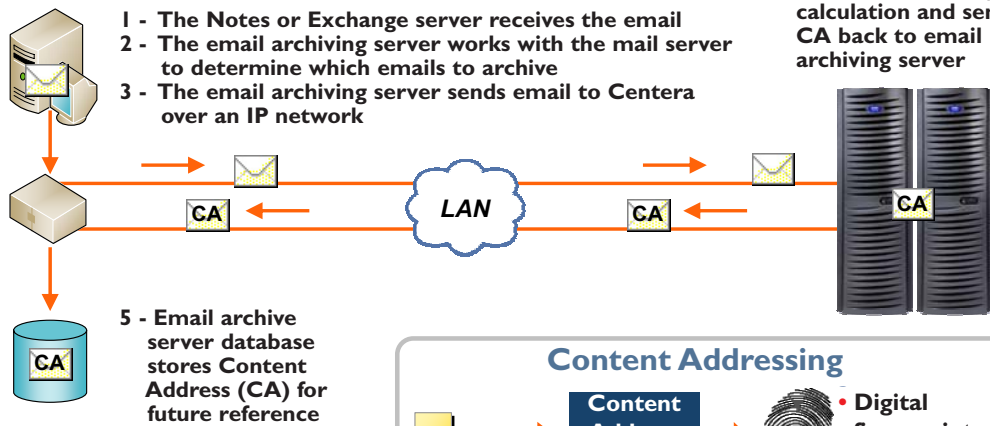 1 - The Notes or Exchange server receives the email
2 - The email archiving server works with the mail server
to determine which emails to archive
3 - The email archiving server sends email to Centera
over an IP network
calculation and
CA back to email
archiving server
CA
LAN
CA
CA
5 - Email archive
server database
stores Content
Address (CA) for
future reference
CA
Content Addressing
Content
• Digital